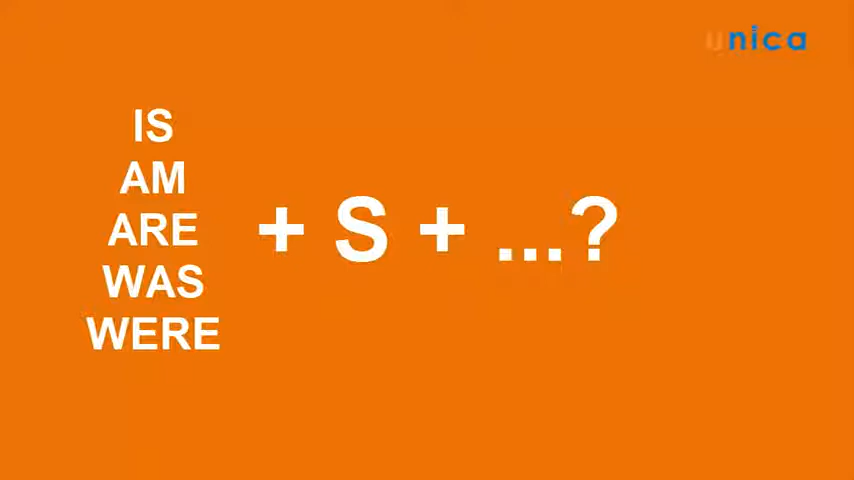 unica
IS
AM
ARE
WAS
WERE
+ S + ...?